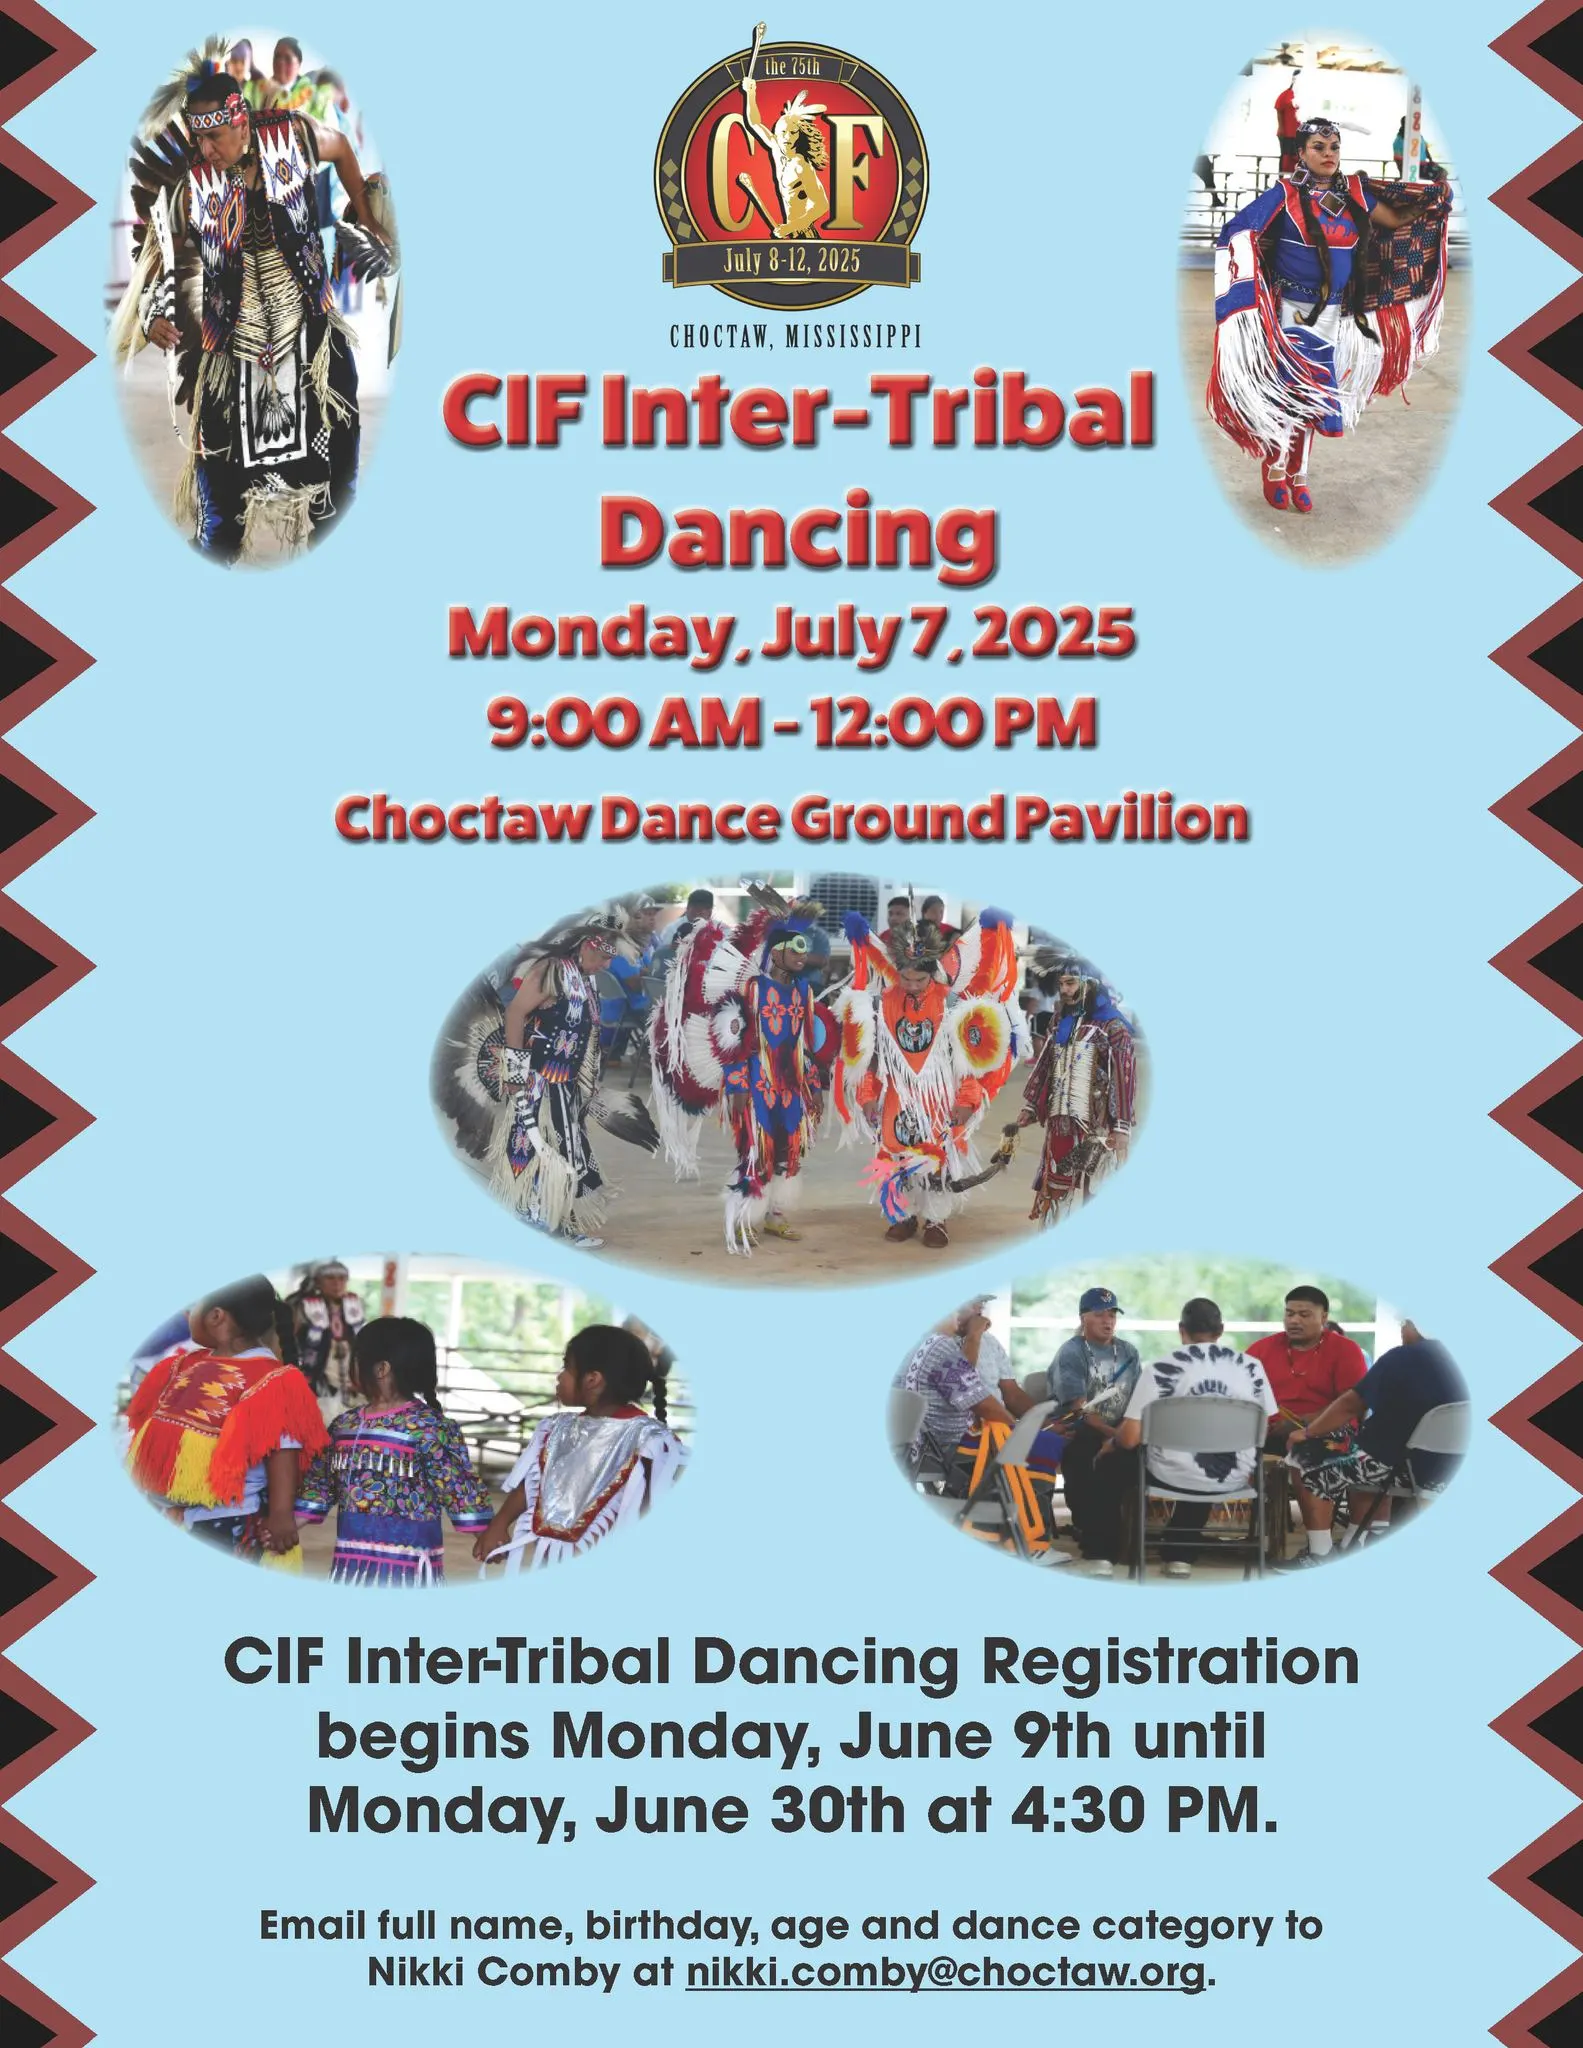 the 75th
CIF
July 8-12, 2025
CHOCTAW, MISSISSIPPI
CIF Inter-Tribal
Dancing
Monday, July 7, 2025
9:00 AM - 12:00 PM
Choctaw Dance Ground Pavilion
CIF Inter-Tribal Dancing Registration
begins Monday, June 9th until
Monday, June 30th at 4:30 PM.
Email full name, birthday, age and dance category to
Nikki Comby at nikki.comby@choctaw.org.